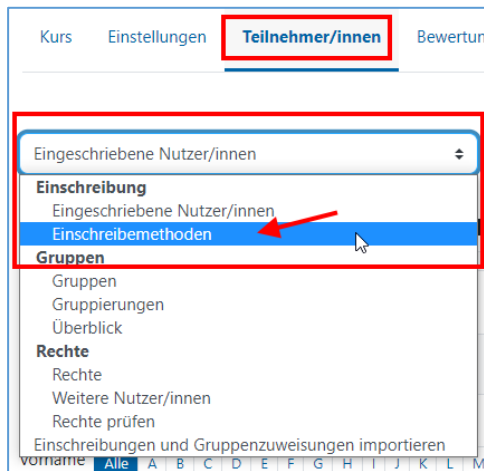 Kurs Einstellungen Teilnehmer/innen Bewertun
Eingeschriebene Nutzer/innen
Einschreibung
Eingeschriebene Nutzer/innen
Einschreibemethoden
Gruppen
Gruppen
Gruppierungen
Überblick
Rechte
Rechte
Weitere Nutzer/innen
Rechte prüfen
Einschreibungen und Gruppenzuweisungen importieren
Vorname Alle A B C D E F G H I J K L M